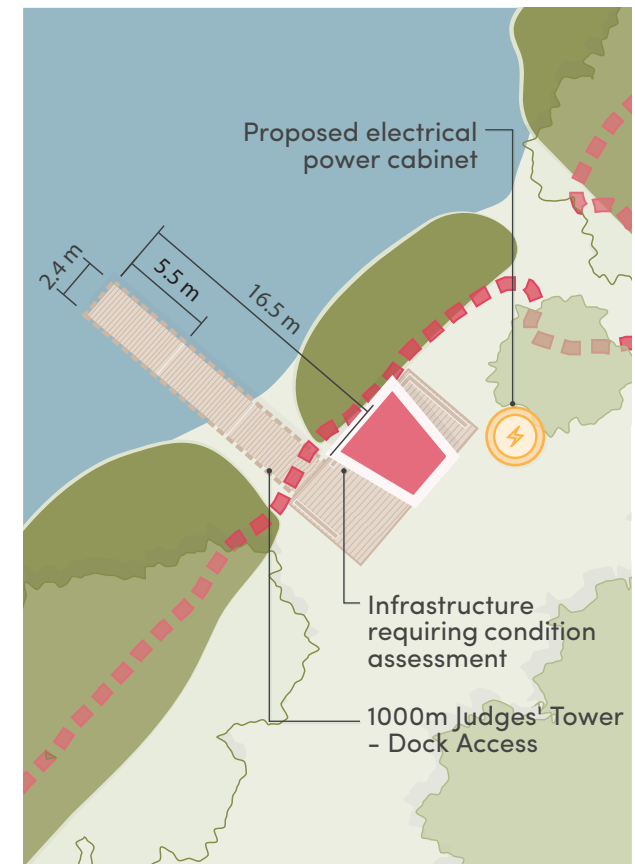 Proposed electrical
power cabinet
2.4 m
5.5 m
16.5 m
Infrastructure
requiring condition
assessment
1000m Judges' Tower
- Dock Access